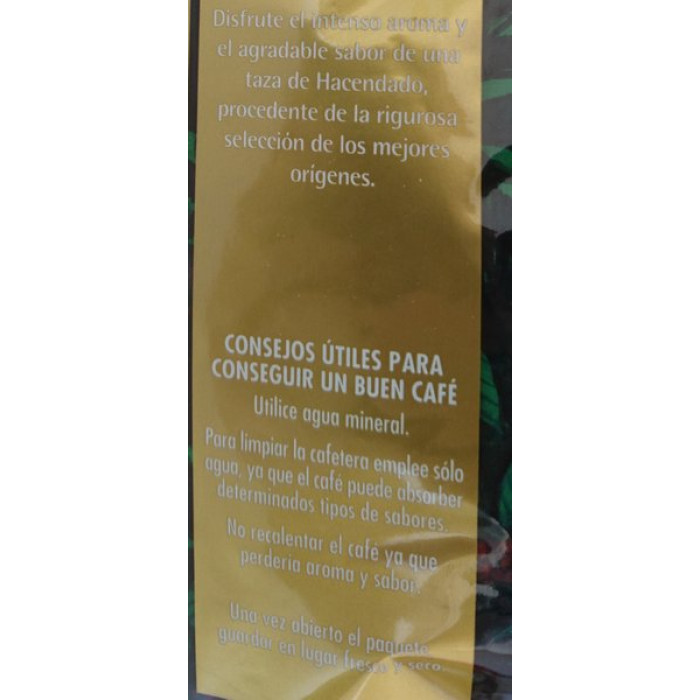 Disfrute el intenso aroma y
el agradable sabor de una
taza de Hacendado,
procedente de la rigurosa
selección de los mejores
orígenes.
CONSEJOS ÚTILES PARA
CONSEGUIR UN BUEN CAFÉ
Utilice agua mineral.
Para limpiar la cafetera emplee sólo
agua, ya que el café puede absorber
determinados tipos de sabores.
No recalentar el café ya que
perdería aroma y sabor.
Una vez abierto el paquete
guardar en lugar fresco y seco.